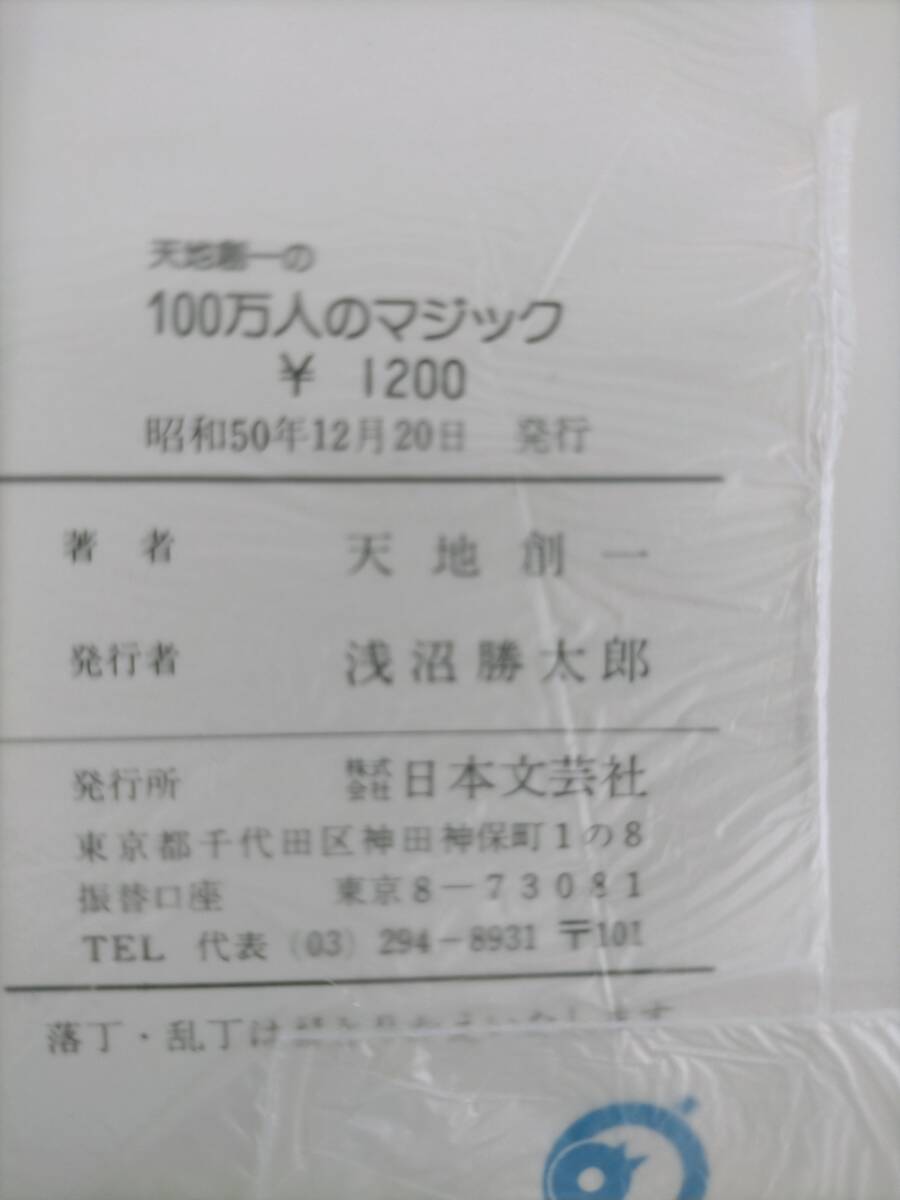 天地創一の
100万人のマジック
¥ 1200
昭和50年12月20日 発行
著者 天地創一
発行者 浅沼勝太郎
発行所 株式会社日本文芸社
東京都千代田区神田神保町1の8
振替口座 東京8-73081
TEL 代表 (03) 294-8931 〒101
落丁・乱丁は